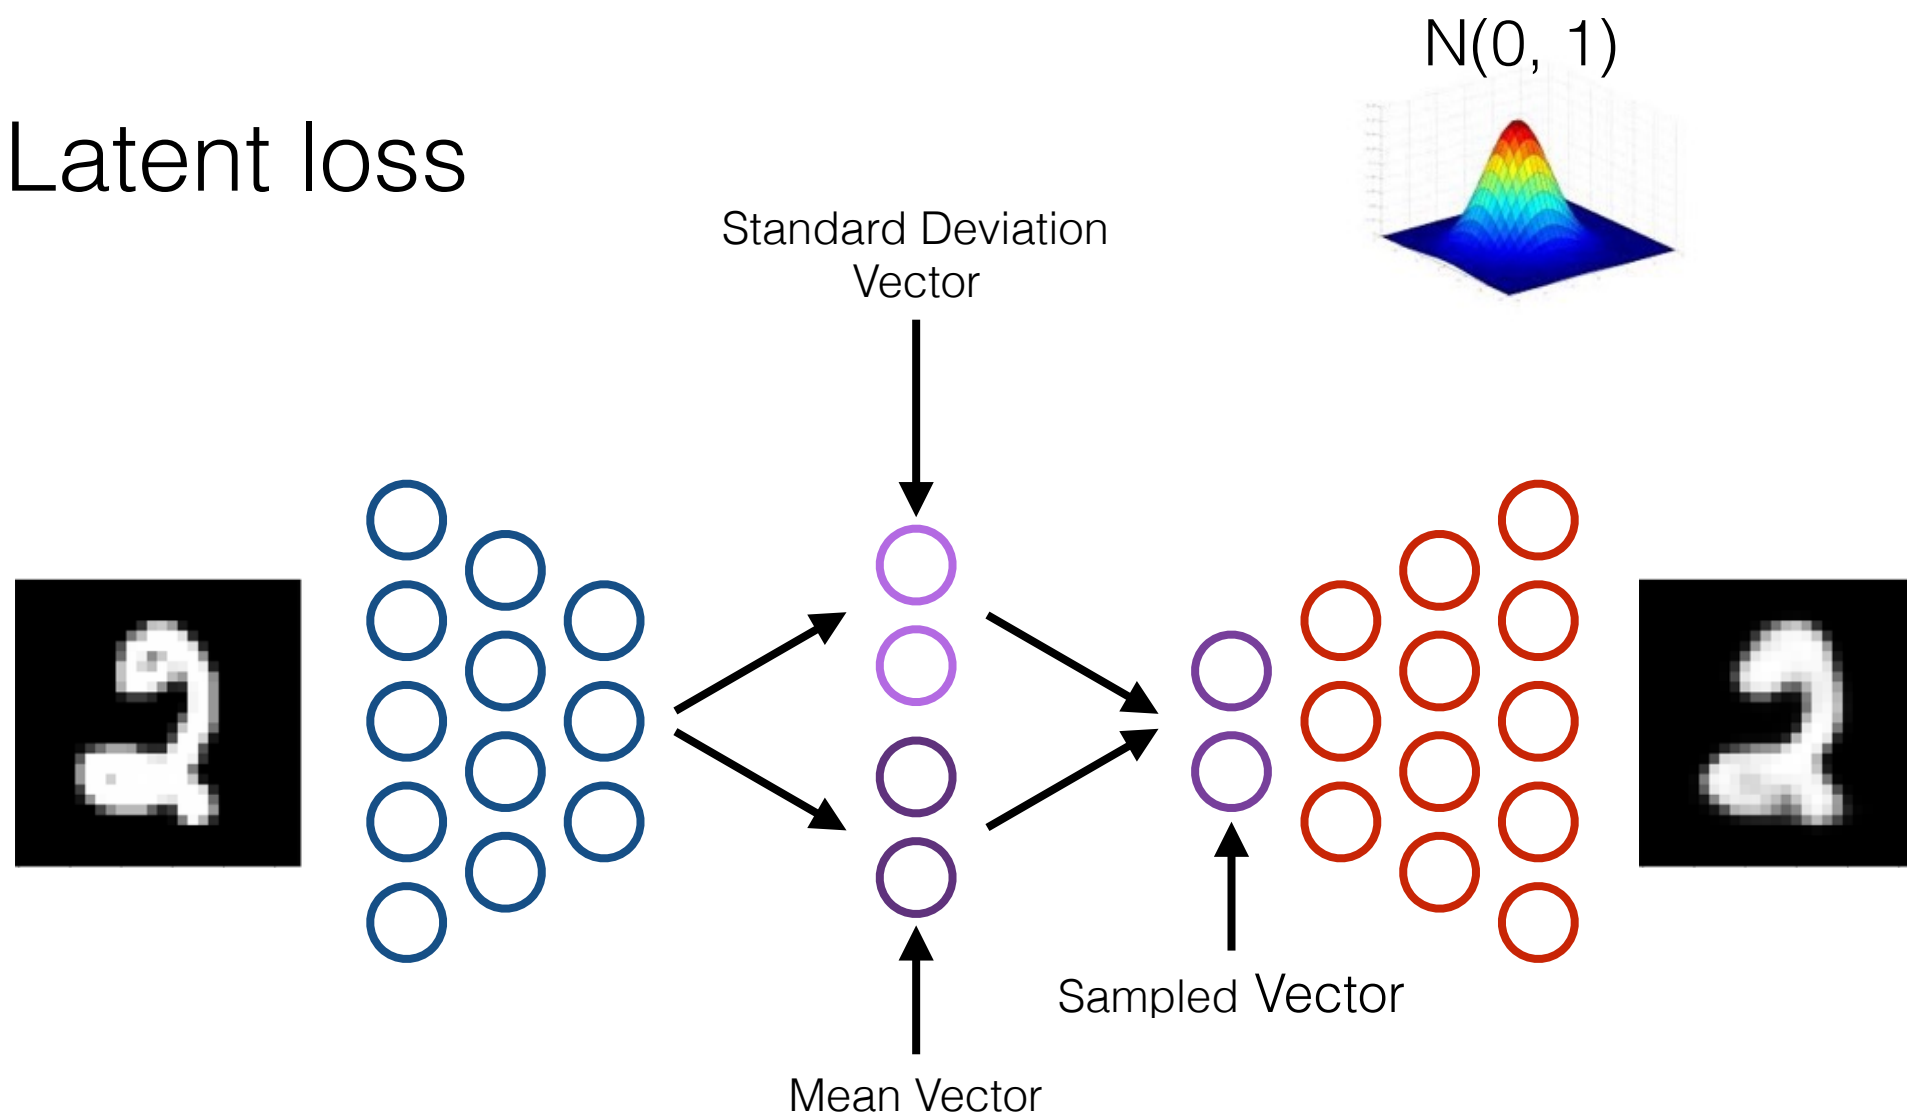 N(0, 1)
Latent loss
Standard Deviation
Vector
Sampled Vector
Mean Vector